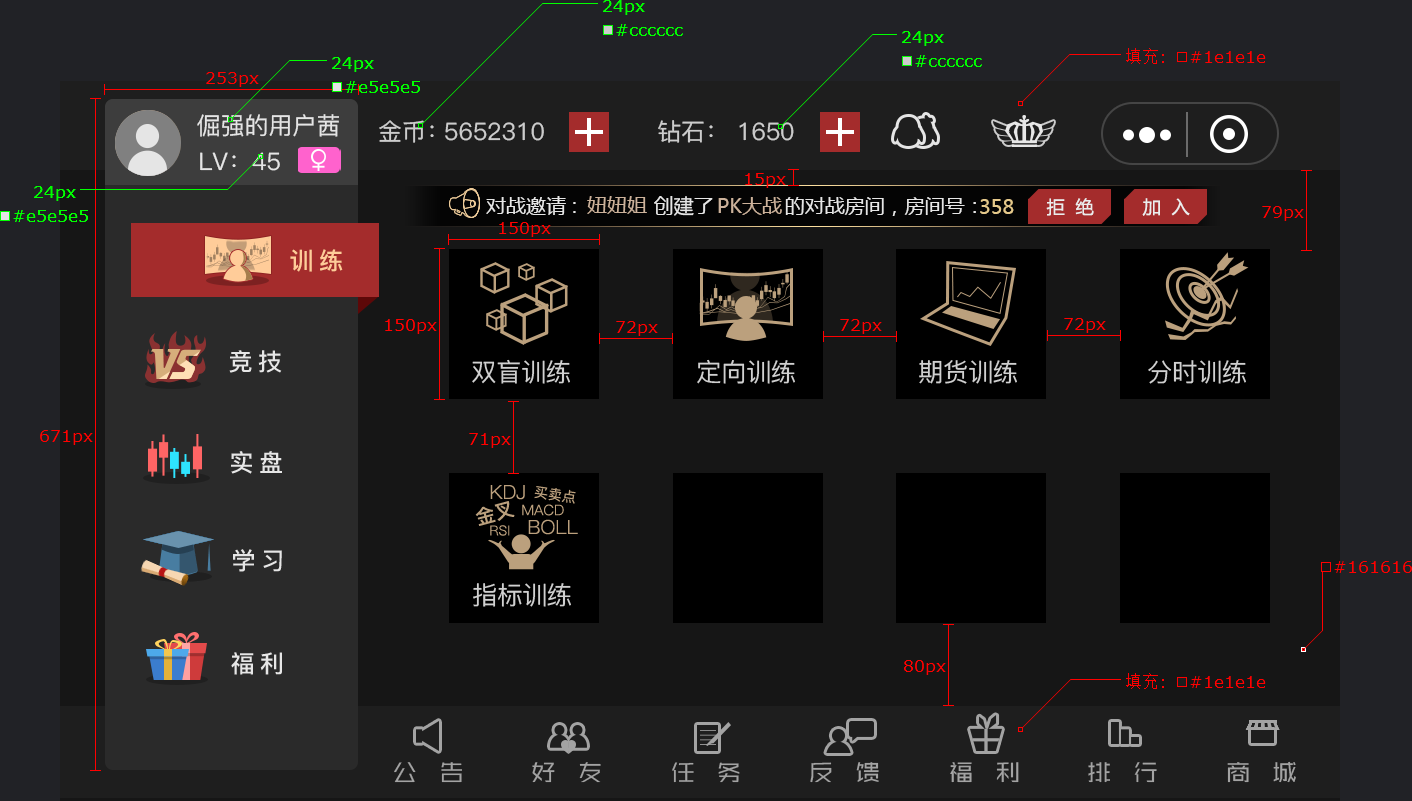 24px
#cccccc
24px
#cccccc
填充: #1e1e1e
24px
#e5e5e5
253px
倔强的用户茜
LV: 45
金币: 5652310
钻石: 1650
24px
#e5e5e5
15px
79px
对战邀请 : 妞妞姐 创建了PK大战的对战房间 , 房间号 :358
拒 绝
加 入
150px
训 练
150px
72px
72px
72px
双盲训练
定向训练
期货训练
分时训练
竞 技
671px
71px
实 盘
KDJ 买卖点
金叉 MACD
RSI BOLL
指标训练
学 习
#161616
福 利
80px
填充: #1e1e1e
公 告
好 友
任 务
反 馈
福 利
排 行
商 城
VS